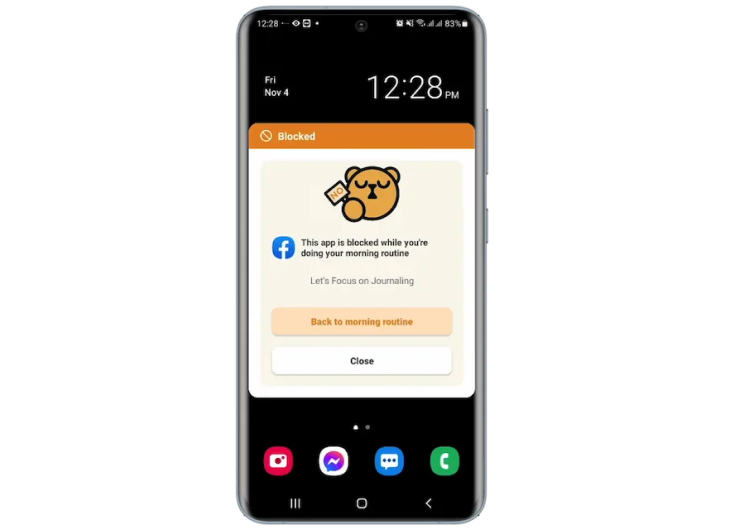 12:28
83%
Fri
Nov 4
12:28 PM
Blocked
NO
This app is blocked while you're
doing your morning routine
Let's Focus on Journaling
Back to morning routine
Close